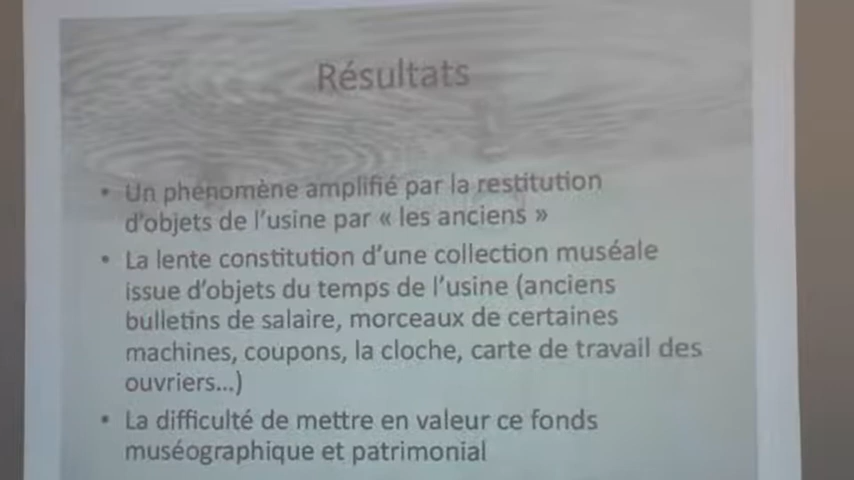 Résultats
• Un phénomène amplifié par la restitution
d'objets de l'usine par « les anciens »
• La lente constitution d'une collection muséale
issue d'objets du temps de l'usine (anciens
bulletins de salaire, morceaux de certaines
machines, coupons, la cloche, carte de travail des
ouvriers...)
• La difficulté de mettre en valeur ce fonds
muséographique et patrimonial